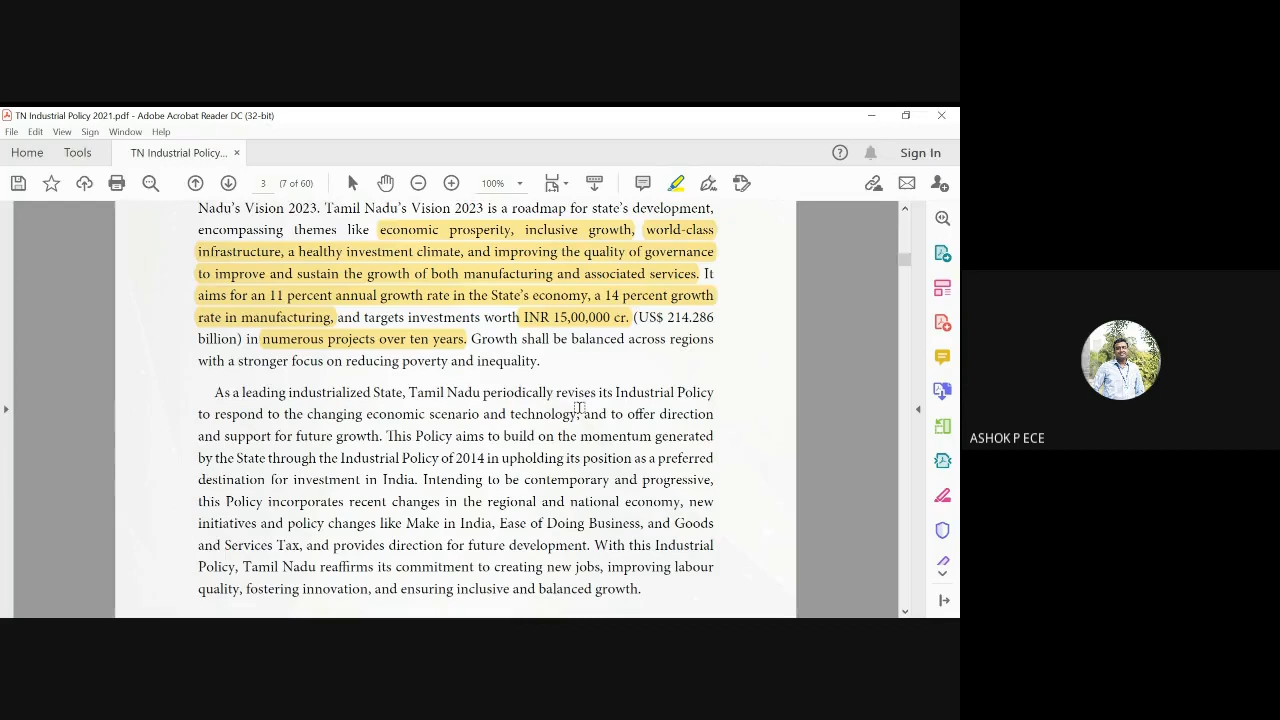 TN Industrial Policy 2021.pdf - Adobe Acrobat Reader DC (32-bit)
File Edit View Sign Window Help
Home Tools TN Industrial Policy... × Sign In
3 (7 of 60) 100%
Nadu's Vision 2023. Tamil Nadu's Vision 2023 is a roadmap for state's development,
encompassing themes like economic prosperity, inclusive growth, world-class
infrastructure, a healthy investment climate, and improving the quality of governance
to improve and sustain the growth of both manufacturing and associated services. It
aims for an 11 percent annual growth rate in the State's economy, a 14 percent growth
rate in manufacturing, and targets investments worth INR 15,00,000 cr. (US$ 214.286
billion) in numerous projects over ten years. Growth shall be balanced across regions
with a stronger focus on reducing poverty and inequality.
As a leading industrialized State, Tamil Nadu periodically revises its Industrial Policy
to respond to the changing economic scenario and technology, and to offer direction
and support for future growth. This Policy aims to build on the momentum generated
by the State through the Industrial Policy of 2014 in upholding its position as a preferred
destination for investment in India. Intending to be contemporary and progressive,
this Policy incorporates recent changes in the regional and national economy, new
initiatives and policy changes like Make in India, Ease of Doing Business, and Goods
and Services Tax, and provides direction for future development. With this Industrial
Policy, Tamil Nadu reaffirms its commitment to creating new jobs, improving labour
quality, fostering innovation, and ensuring inclusive and balanced growth.
ASHOK P ECE